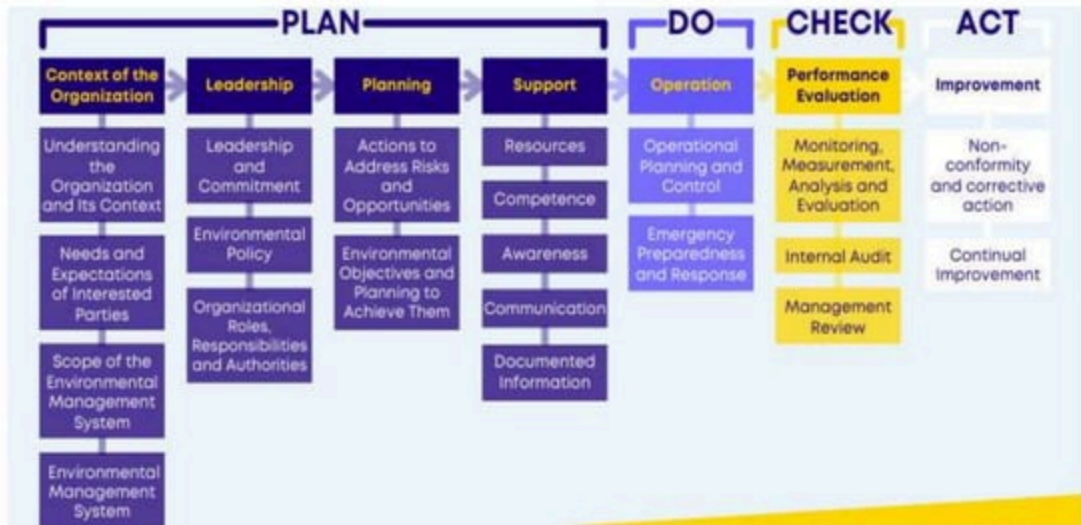 PLAN
DO
CHECK
ACT
Context of the
Organization
Leadership
Planning
Support
Operation
Performance
Evaluation
Improvement
Understanding
the
Organization
and Its Context
Needs and
Expectations
of Interested
Parties
Scope of the
Environmental
Management
System
Environmental
Management
System
Leadership
and
Commitment
Environmental
Policy
Organizational
Roles,
Responsibilities
and Authorities
Actions to
Address Risks
and
Opportunities
Environmental
Objectives and
Planning to
Achieve Them
Resources
Competence
Awareness
Communication
Documented
Information
Operational
Planning and
Control
Emergency
Preparedness
and Response
Monitoring,
Measurement,
Analysis and
Evaluation
Internal Audit
Management
Review
Non-
conformity
and corrective
action
Continual
Improvement